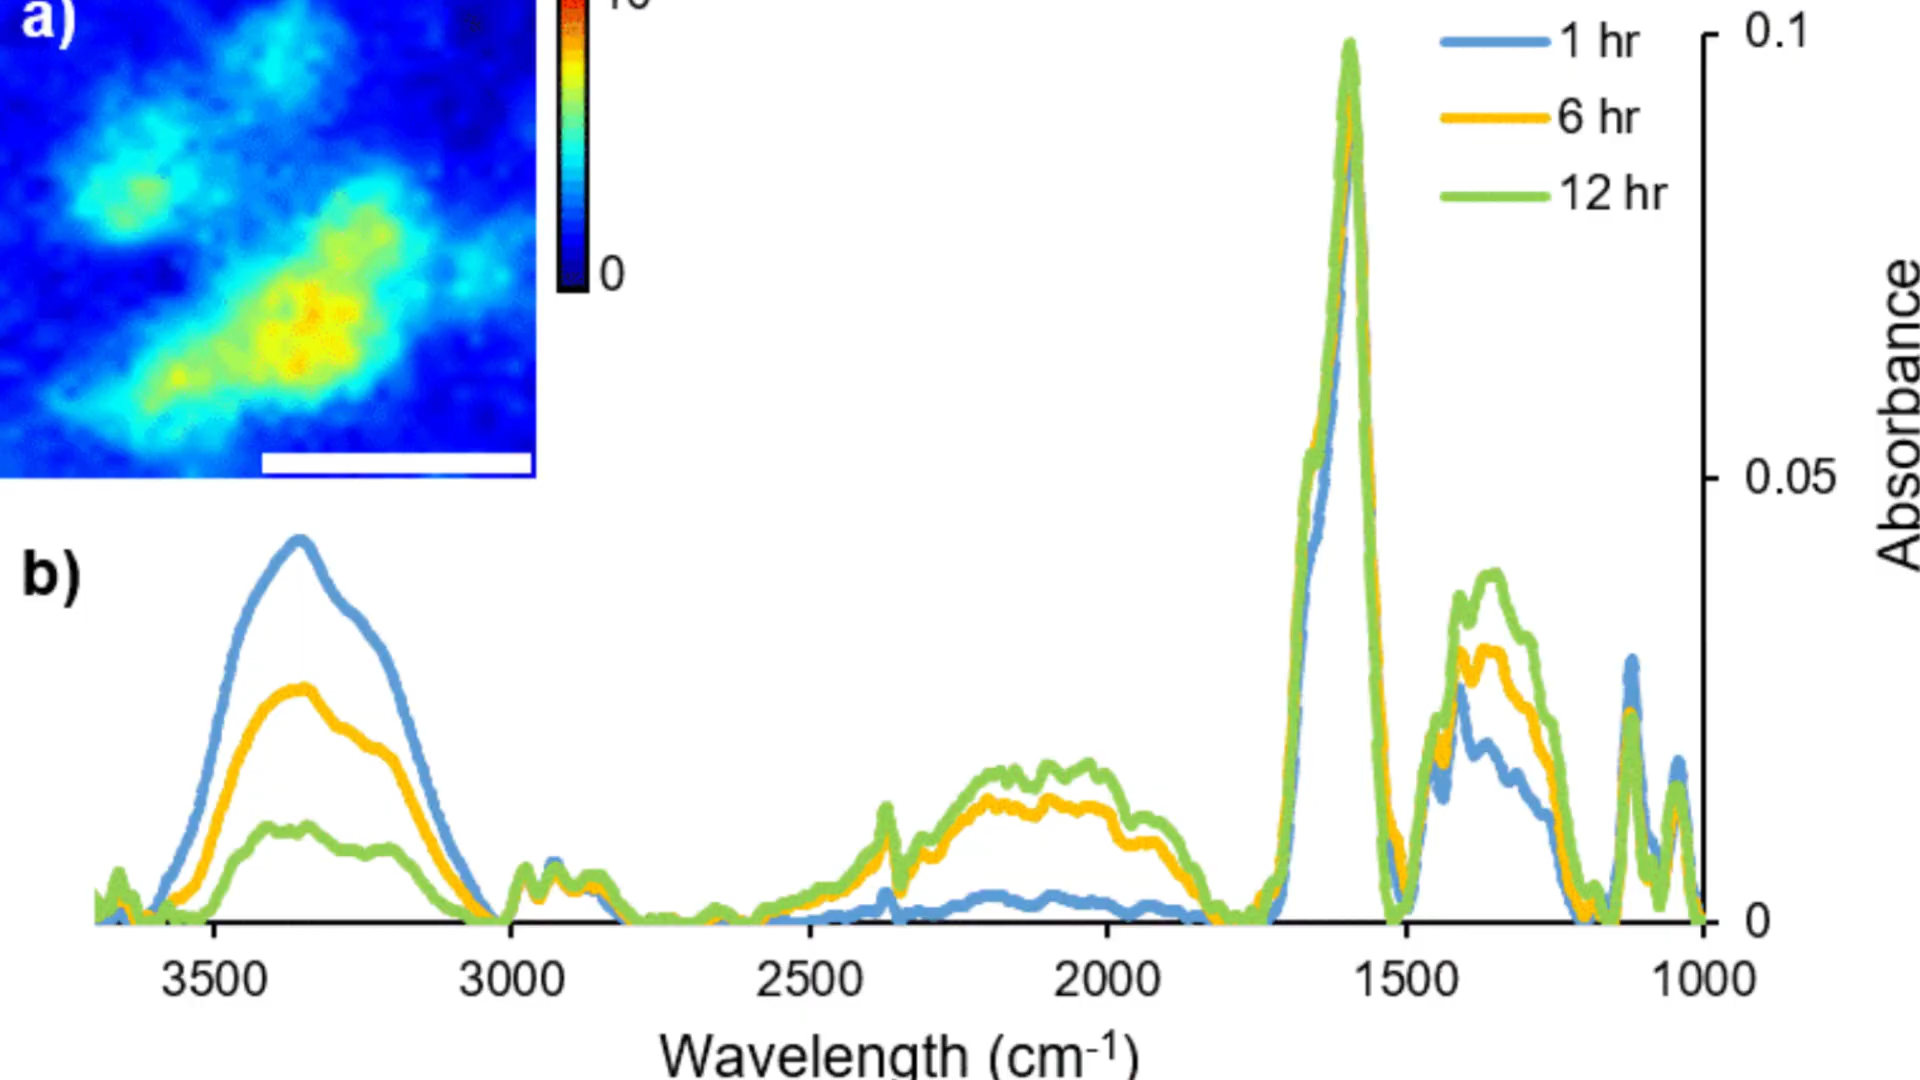 a)
0
1 hr
6 hr
12 hr
0.1
0.05
0
Absorbance
b)
3500 3000 2500 2000 1500 1000
Wavelength (cm-1)